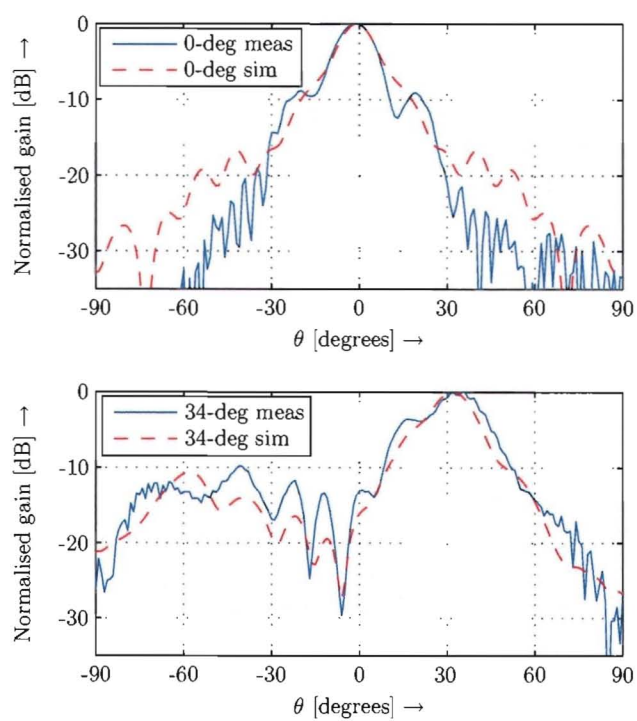 0
-10
-20
-30
Normalised gain [dB] →
0-deg meas
0-deg sim
-90 -60 -30 0 30 60 90
θ [degrees] →
0
-10
-20
-30
Normalised gain [dB] →
34-deg meas
34-deg sim
-90 -60 -30 0 30 60 90
θ [degrees] →